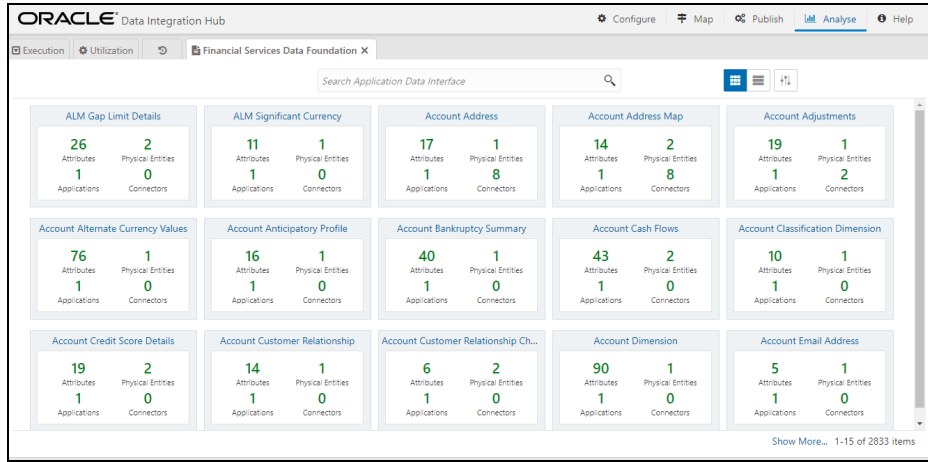 ORACLE Data Integration Hub
Configure Map Publish Analyse Help
Execution Utilization Financial Services Data Foundation X
Search Application Data Interface
ALM Gap Limit Details ALM Significant Currency Account Address Account Address Map Account Adjustments
26 2 11 1 17 1 14 2 19 1
Attributes Physical Entities Attributes Physical Entities Attributes Physical Entities Attributes Physical Entities Attributes Physical Entities
1 0 1 0 1 8 1 8 1 2
Applications Connectors Applications Connectors Applications Connectors Applications Connectors Applications Connectors
Account Alternate Currency Values Account Anticipatory Profile Account Bankruptcy Summary Account Cash Flows Account Classification Dimension
76 1 16 1 40 1 43 2 10 1
Attributes Physical Entities Attributes Physical Entities Attributes Physical Entities Attributes Physical Entities Attributes Physical Entities
1 0 1 0 1 0 1 0 1 0
Applications Connectors Applications Connectors Applications Connectors Applications Connectors Applications Connectors
Account Credit Score Details Account Customer Relationship Account Customer Relationship Ch... Account Dimension Account Email Address
19 2 14 1 6 2 90 1 5 1
Attributes Physical Entities Attributes Physical Entities Attributes Physical Entities Attributes Physical Entities Attributes Physical Entities
1 0 1 0 1 0 1 0 1 0
Applications Connectors Applications Connectors Applications Connectors Applications Connectors Applications Connectors
Show More... 1-15 of 2833 items